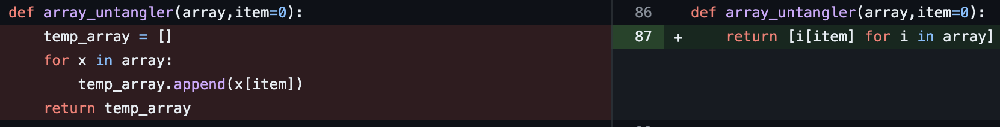 def array_untangler(array,item=0):
    temp_array = []
    for x in array:
        temp_array.append(x[item])
    return temp_array
86 def array_untangler(array,item=0):
87 +     return [i[item] for i in array]